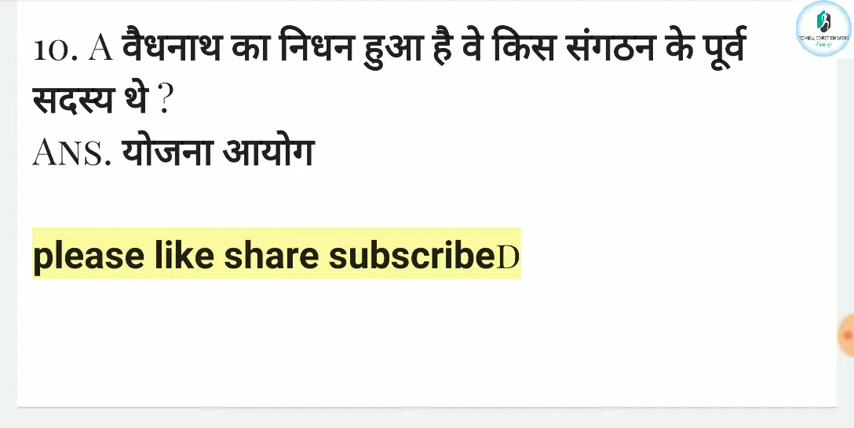 10. A वैधनाथ का निधन हुआ है वे किस संगठन के पूर्व
सदस्य थे ?
ANS. योजना आयोग
please like share subscribeD